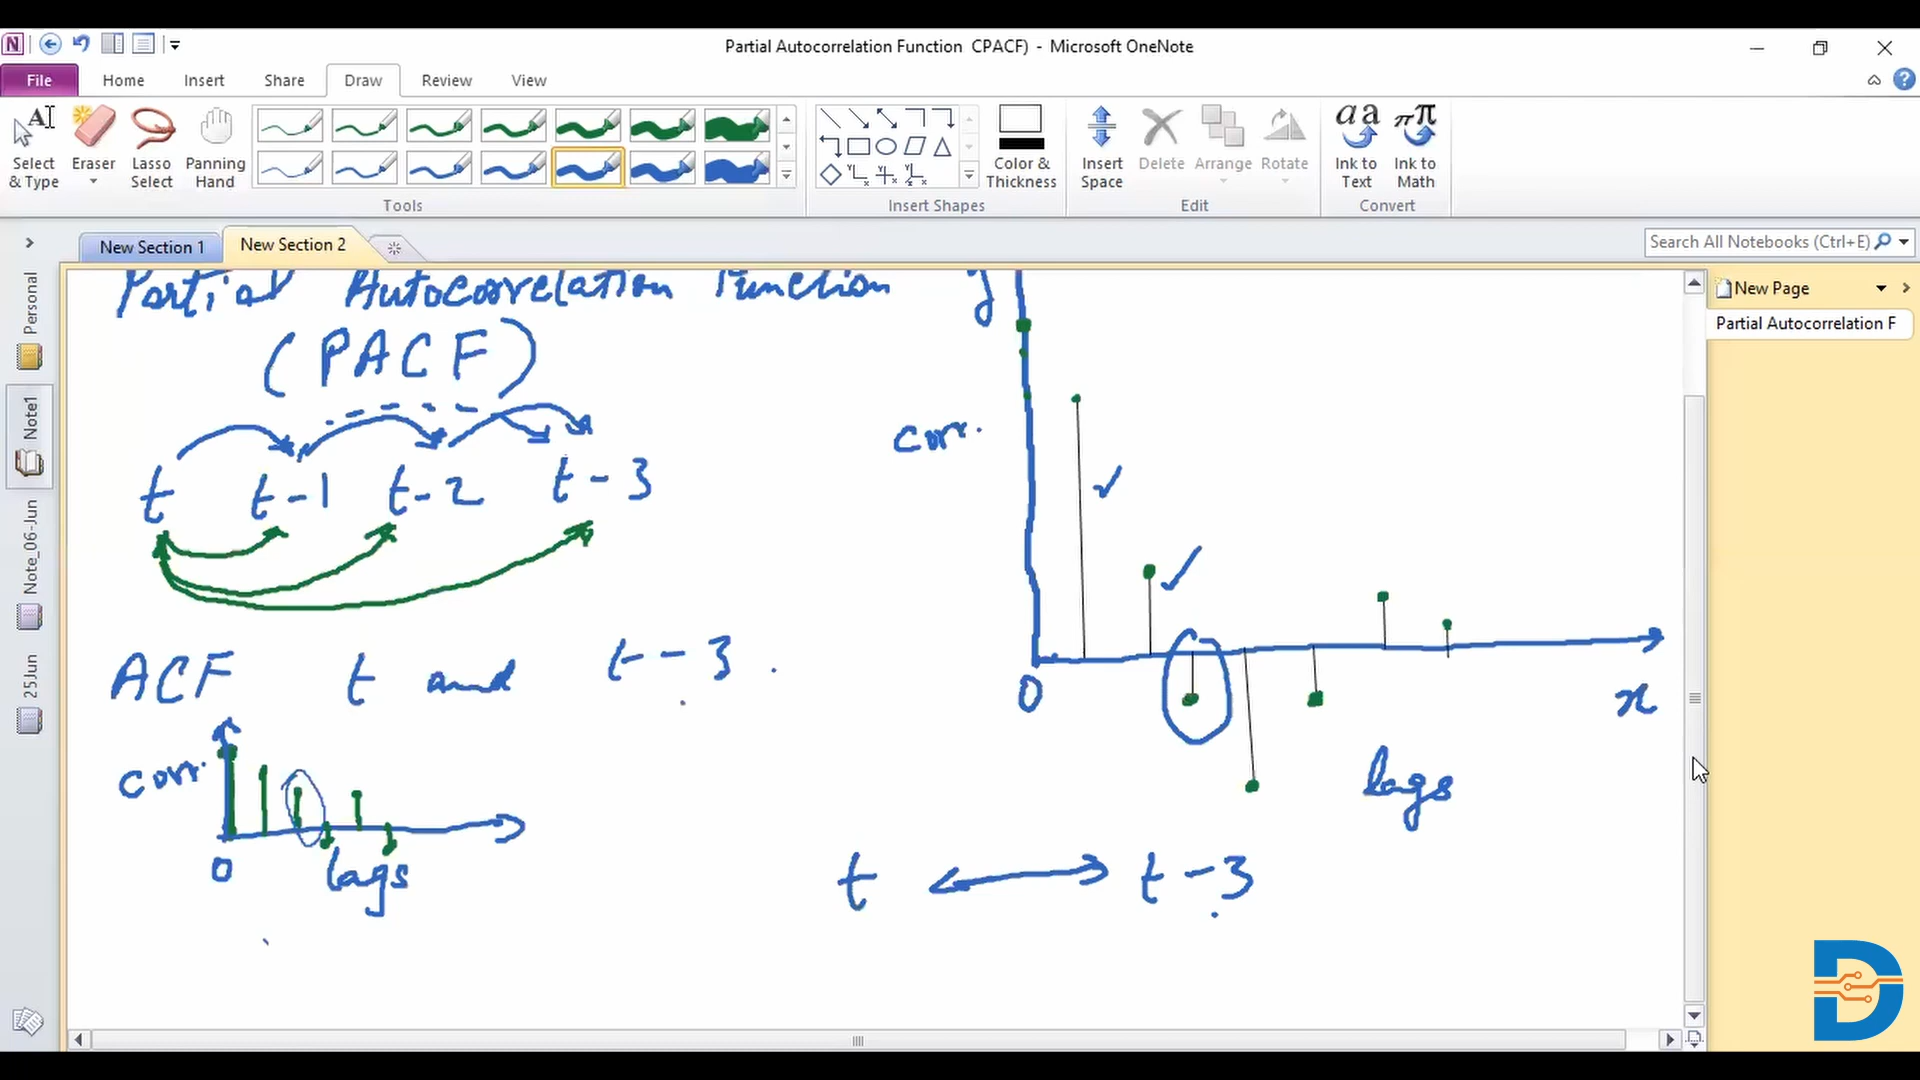 Partial Autocorrelation Function CPACF) - Microsoft OneNote
File Home Insert Share Draw Review View
Select & Type
Eraser
Lasso Select
Panning Hand
Color & Thickness
Insert Space
Delete
Arrange
Rotate
Ink to Text
Ink to Math
Tools
Insert Shapes
Edit
Convert
New Section 1
New Section 2
Search All Notebooks (Ctrl+E)
Personal
Note1
Note_06-Jun
25Jun
New Page
Partial Autocorrelation F
Partial Autocorrelation Function
(PACF)
t t-1 t-2 t-3
ACF t and t-3.
corr.
0
lags
y
corr.
0
x
lags
t ↔ t-3